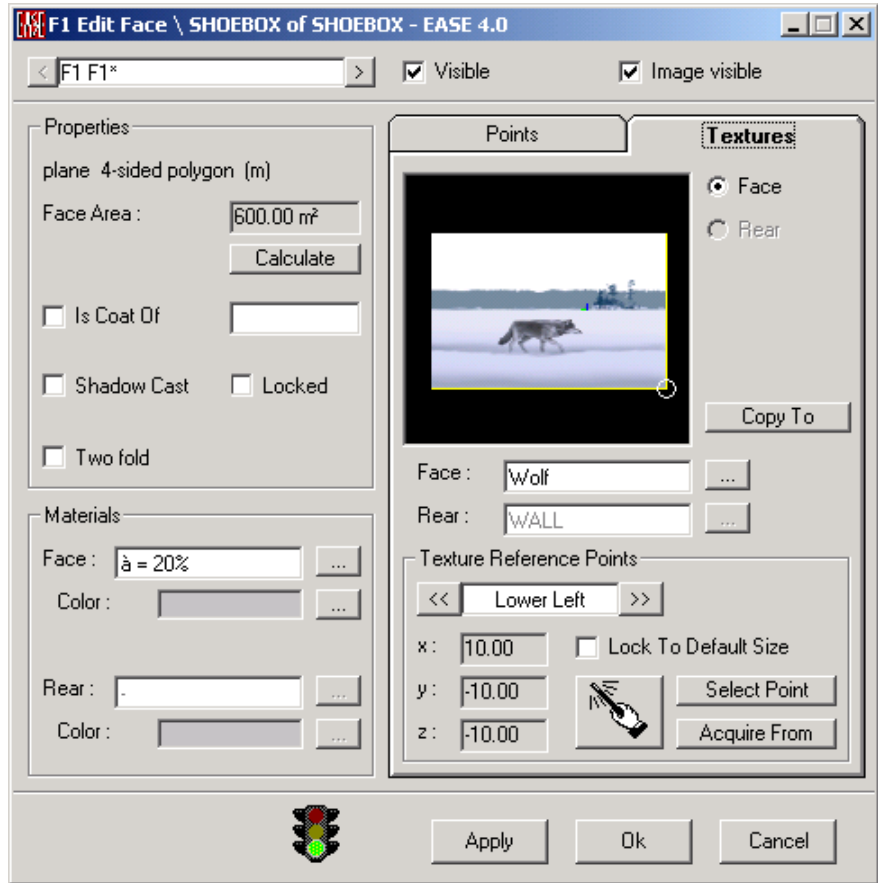 F1 Edit Face \ SHOEBOX of SHOEBOX - EASE 4.0
< F1 F1* > Visible Image visible
Properties
plane 4-sided polygon (m)
Face Area : 600.00 m²
Calculate
Is Coat Of
Shadow Cast Locked
Two fold
Materials
Face : à = 20% ...
Color : ...
Rear : - ...
Color : ...
Points Textures
Face
Rear
Copy To
Face : Wolf ...
Rear : WALL ...
Texture Reference Points
<< Lower Left >>
x : 10.00 Lock To Default Size
y : -10.00 Select Point
z : -10.00 Acquire From
Apply Ok Cancel